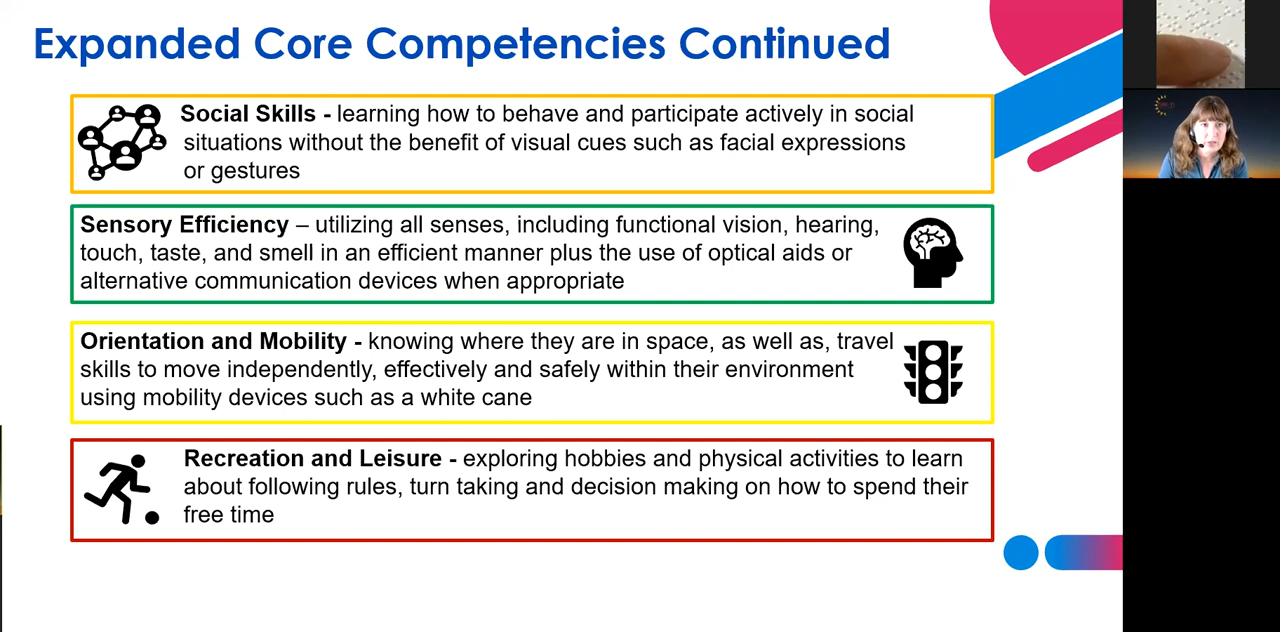 Expanded Core Competencies Continued
Social Skills - learning how to behave and participate actively in social
situations without the benefit of visual cues such as facial expressions
or gestures
Sensory Efficiency – utilizing all senses, including functional vision, hearing,
touch, taste, and smell in an efficient manner plus the use of optical aids or
alternative communication devices when appropriate
Orientation and Mobility - knowing where they are in space, as well as, travel
skills to move independently, effectively and safely within their environment
using mobility devices such as a white cane
Recreation and Leisure - exploring hobbies and physical activities to learn
about following rules, turn taking and decision making on how to spend their
free time